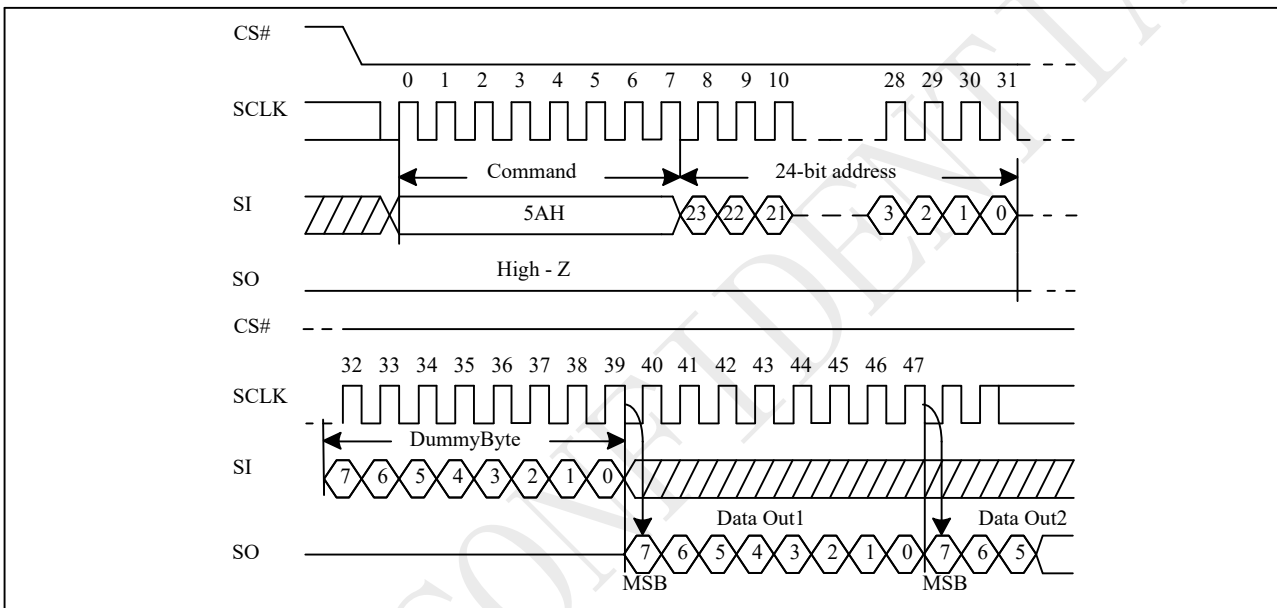 CS#
0 1 2 3 4 5 6 7 8 9 10 28 29 30 31
SCLK
Command 24-bit address
SI 5AH 23 22 21 3 2 1 0
High - Z
SO
CS#
32 33 34 35 36 37 38 39 40 41 42 43 44 45 46 47
SCLK
DummyByte
SI 7 6 5 4 3 2 1 0
Data Out1 Data Out2
SO 7 6 5 4 3 2 1 0 7 6 5
MSB MSB
CONFIDENTIA